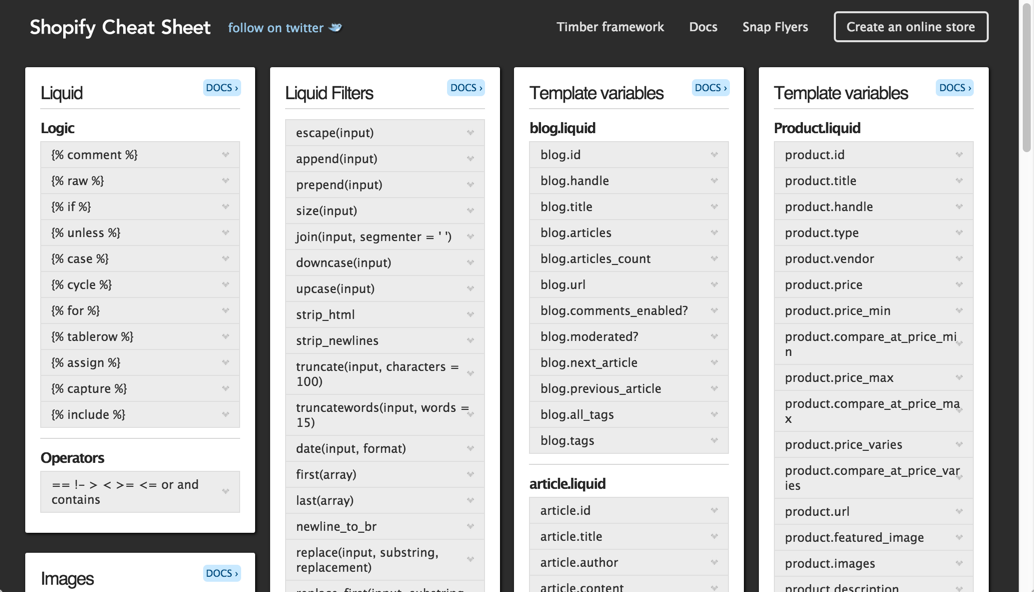 Shopify Cheat Sheet
follow on twitter
Timber framework
Docs
Snap Flyers
Create an online store
Liquid
DOCS ›
Logic
{% comment %}
{% raw %}
{% if %}
{% unless %}
{% case %}
{% cycle %}
{% for %}
{% tablerow %}
{% assign %}
{% capture %}
{% include %}
Operators
== != > < >= <= or and
contains
Images
DOCS ›
Liquid Filters
DOCS ›
escape(input)
append(input)
prepend(input)
size(input)
join(input, segmenter = ' ')
downcase(input)
upcase(input)
strip_html
strip_newlines
truncate(input, characters =
100)
truncatewords(input, words =
15)
date(input, format)
first(array)
last(array)
newline_to_br
replace(input, substring,
replacement)
replace_first(input, substring,
Template variables
DOCS ›
blog.liquid
blog.id
blog.handle
blog.title
blog.articles
blog.articles_count
blog.url
blog.comments_enabled?
blog.moderated?
blog.next_article
blog.previous_article
blog.all_tags
blog.tags
article.liquid
article.id
article.title
article.author
article.content
Template variables
DOCS ›
Product.liquid
product.id
product.title
product.handle
product.type
product.vendor
product.price
product.price_min
product.compare_at_price_mi
n
product.price_max
product.compare_at_price_ma
x
product.price_varies
product.compare_at_price_var
ies
product.url
product.featured_image
product.images
product.description